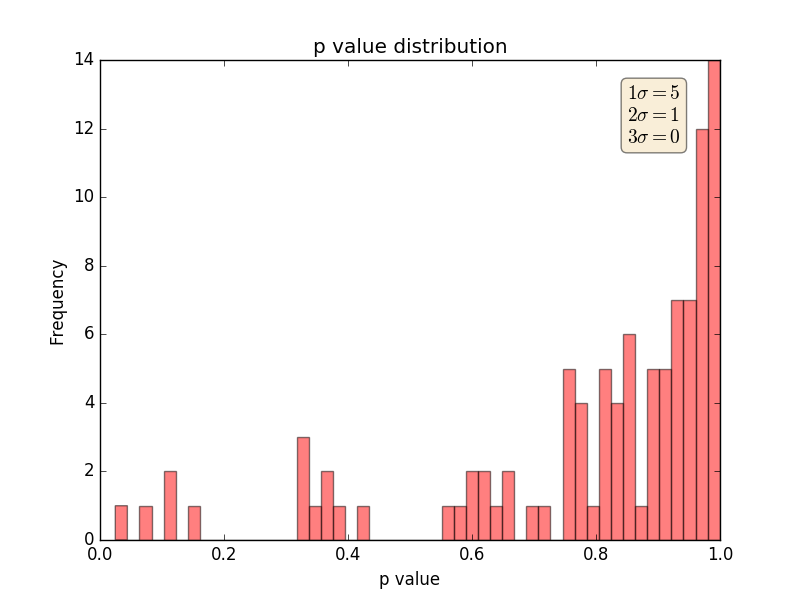 p value distribution
1σ = 5
2σ = 1
3σ = 0
14
12
10
8
6
4
2
0
Frequency
0.0 0.2 0.4 0.6 0.8 1.0
p value